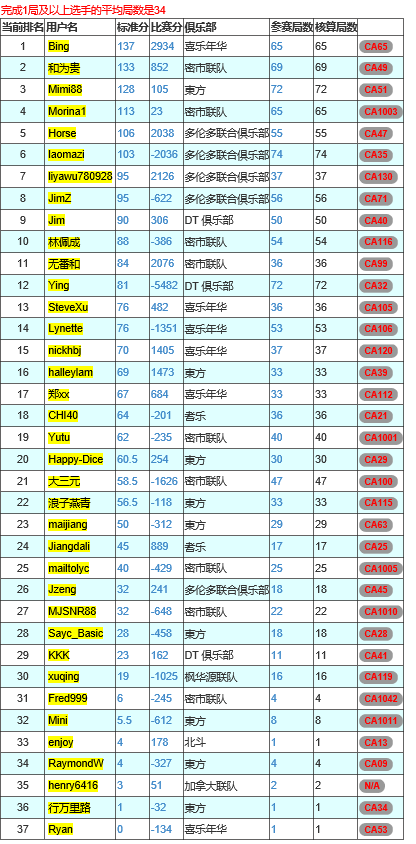 完成1局及以上选手的平均局数是34
当前排名 用户名 标准分 比赛分 俱乐部 参赛局数 核算局数
1 Bing 137 2934 喜乐年华 65 65 CA65
2 和为贵 133 852 密市联队 69 69 CA49
3 Mimi88 128 105 東方 72 72 CA51
4 Morina1 113 23 密市联队 65 65 CA1003
5 Horse 106 2038 多伦多联合俱乐部 55 55 CA47
6 laomazi 103 -2036 多伦多联合俱乐部 74 74 CA35
7 liyawu780928 95 2126 多伦多联合俱乐部 37 37 CA130
8 JimZ 95 -622 多伦多联合俱乐部 56 56 CA71
9 Jim 90 306 DT 俱乐部 50 50 CA40
10 林佩成 88 -386 密市联队 54 54 CA116
11 无番和 84 2076 密市联队 36 36 CA99
12 Ying 81 -5482 DT 俱乐部 72 72 CA32
13 SteveXu 76 482 喜乐年华 36 36 CA105
14 Lynette 76 -1351 喜乐年华 53 53 CA106
15 nickhbj 70 1405 喜乐年华 37 37 CA120
16 halleylam 69 1473 東方 33 33 CA39
17 郑xx 67 684 喜乐年华 33 33 CA112
18 CHI40 64 -201 耆乐 36 36 CA21
19 Yutu 62 -235 密市联队 40 40 CA1001
20 Happy-Dice 60.5 254 東方 30 30 CA29
21 大三元 58.5 -1626 密市联队 47 47 CA100
22 浪子燕青 56.5 -118 東方 33 33 CA115
23 maijiang 50 -312 東方 29 29 CA63
24 Jiangdali 45 889 耆乐 17 17 CA25
25 mailtolyc 40 -429 密市联队 25 25 CA1005
26 Jzeng 32 241 多伦多联合俱乐部 18 18 CA45
27 MJSNR88 32 -648 密市联队 22 22 CA1010
28 Sayc_Basic 28 -458 東方 18 18 CA28
29 KKK 23 162 DT 俱乐部 11 11 CA41
30 xuqing 19 -1025 枫华源联队 16 16 CA119
31 Fred999 6 -245 密市联队 4 4 CA1042
32 Mini 5.5 -612 東方 8 8 CA1011
33 enjoy 4 178 北斗 1 1 CA13
34 RaymondW 4 -327 東方 4 4 CA09
35 henry6416 3 51 加拿大联队 2 2 N/A
36 行万里路 1 -32 東方 1 1 CA34
37 Ryan 0 -134 喜乐年华 1 1 CA53